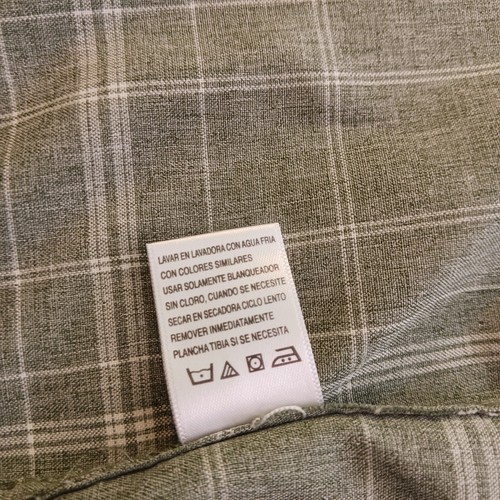 LAVAR EN LAVADORA CON AGUA FRIA
CON COLORES SIMILARES
USAR SOLAMENTE BLANQUEADOR
SIN CLORO, CUANDO SE NECESITE
SECAR EN SECADORA CICLO LENTO
REMOVER INMEDIATAMENTE
PLANCHA TIBIA SI SE NECESITA